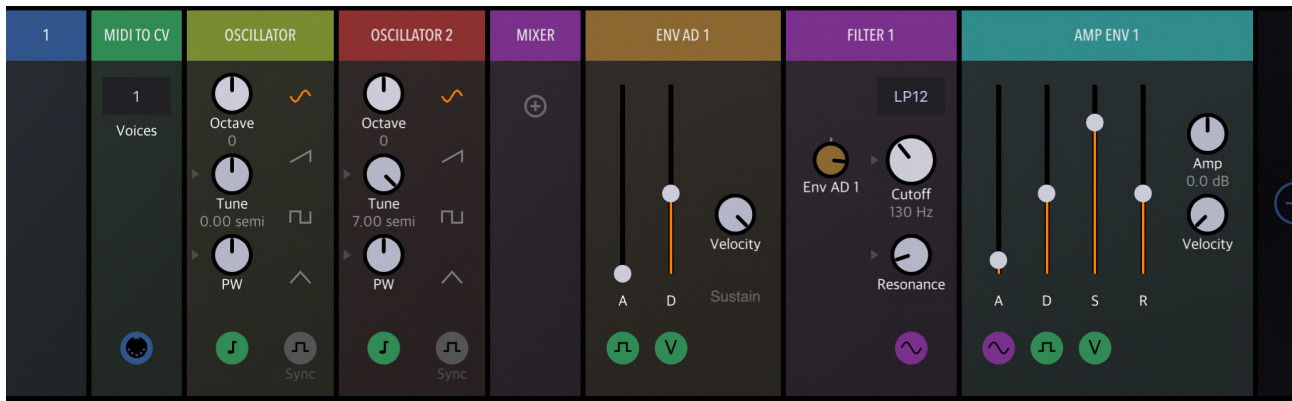 1
MIDI TO CV
OSCILLATOR
OSCILLATOR 2
MIXER
ENV AD 1
FILTER 1
AMP ENV 1
1
Voices
Octave
0
Tune
0.00 semi
PW
Sync
Octave
0
Tune
7.00 semi
PW
Sync
A
D
Velocity
Sustain
V
LP12
Env AD 1
Cutoff
130 Hz
Resonance
A
D
S
R
Amp
0.0 dB
Velocity
V